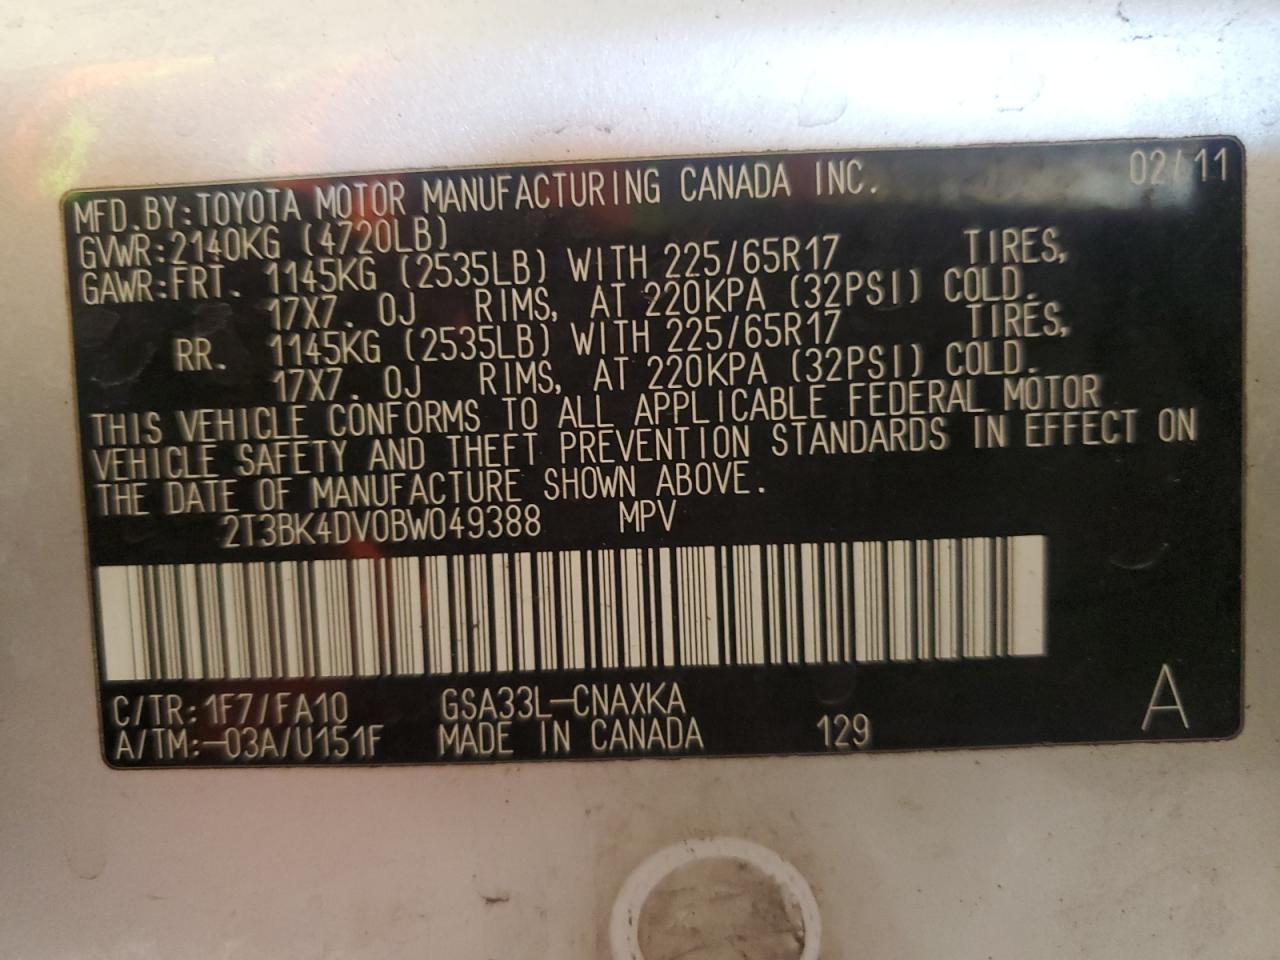 MFD.BY:TOYOTA MOTOR MANUFACTURING CANADA INC. 02/11
GVWR:2140KG (4720LB)
GAWR:FRT. 1145KG (2535LB) WITH 225/65R17 TIRES,
17X7.0J RIMS, AT 220KPA (32PSI) COLD.
RR. 1145KG (2535LB) WITH 225/65R17 TIRES,
17X7.0J RIMS, AT 220KPA (32PSI) COLD.
THIS VEHICLE CONFORMS TO ALL APPLICABLE FEDERAL MOTOR
VEHICLE SAFETY AND THEFT PREVENTION STANDARDS IN EFFECT ON
THE DATE OF MANUFACTURE SHOWN ABOVE.
2T3BK4DV0BW049388 MPV
C/TR:1F7/FA10 GSA33L-CNAXKA
A/TM:-03A/U151F MADE IN CANADA 129 A